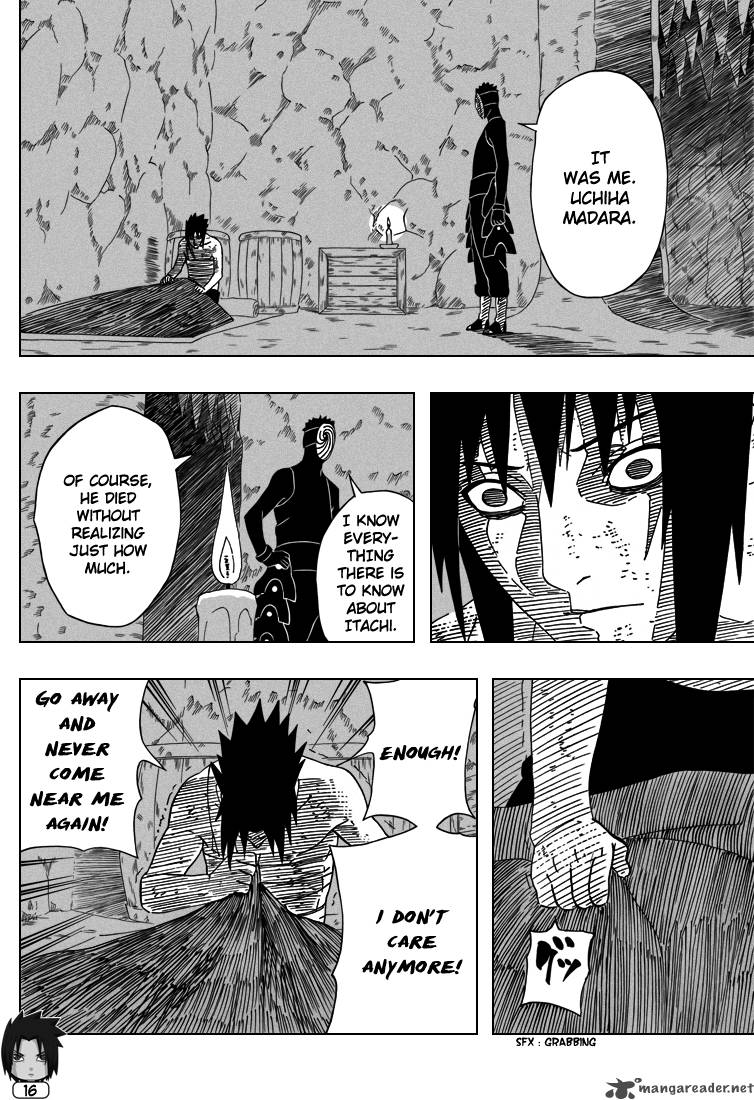 IT
WAS ME.
UCHIHA
MADARA.
I KNOW
EVERY-
THING
THERE IS
TO KNOW
ABOUT
ITACHI.
OF COURSE,
HE DIED
WITHOUT
REALIZING
JUST HOW
MUCH.
グッ
SFX : GRABBING
ENOUGH!
I DON'T
CARE
ANYMORE!
GO AWAY
AND
NEVER
COME
NEAR ME
AGAIN!
16
mangareader.net